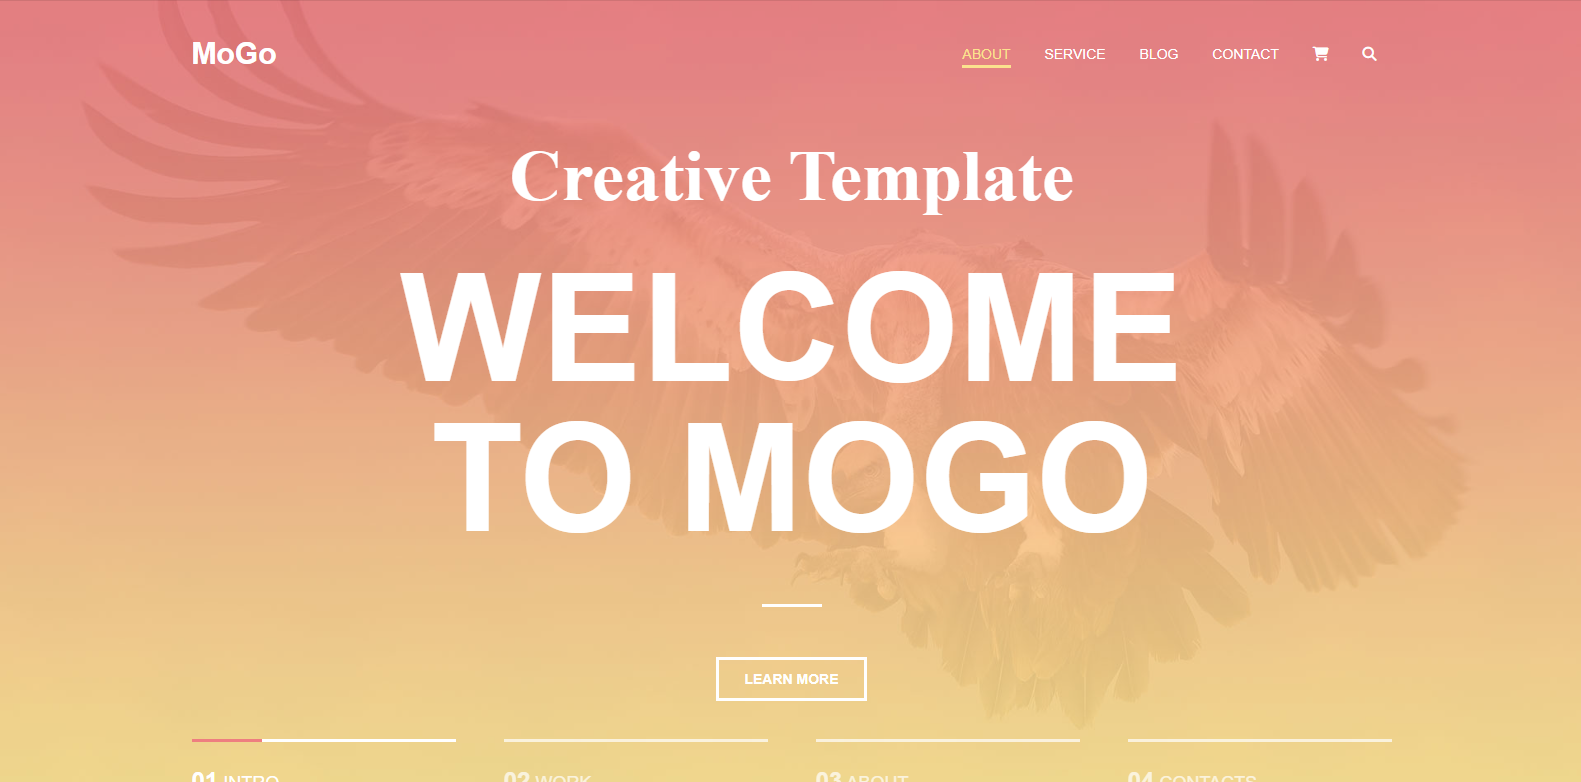 MoGo
ABOUT SERVICE BLOG CONTACT
Creative Template
WELCOME
TO MOGO
LEARN MORE
01 INTRO 02 WORK 03 ABOUT 04 CONTACTS